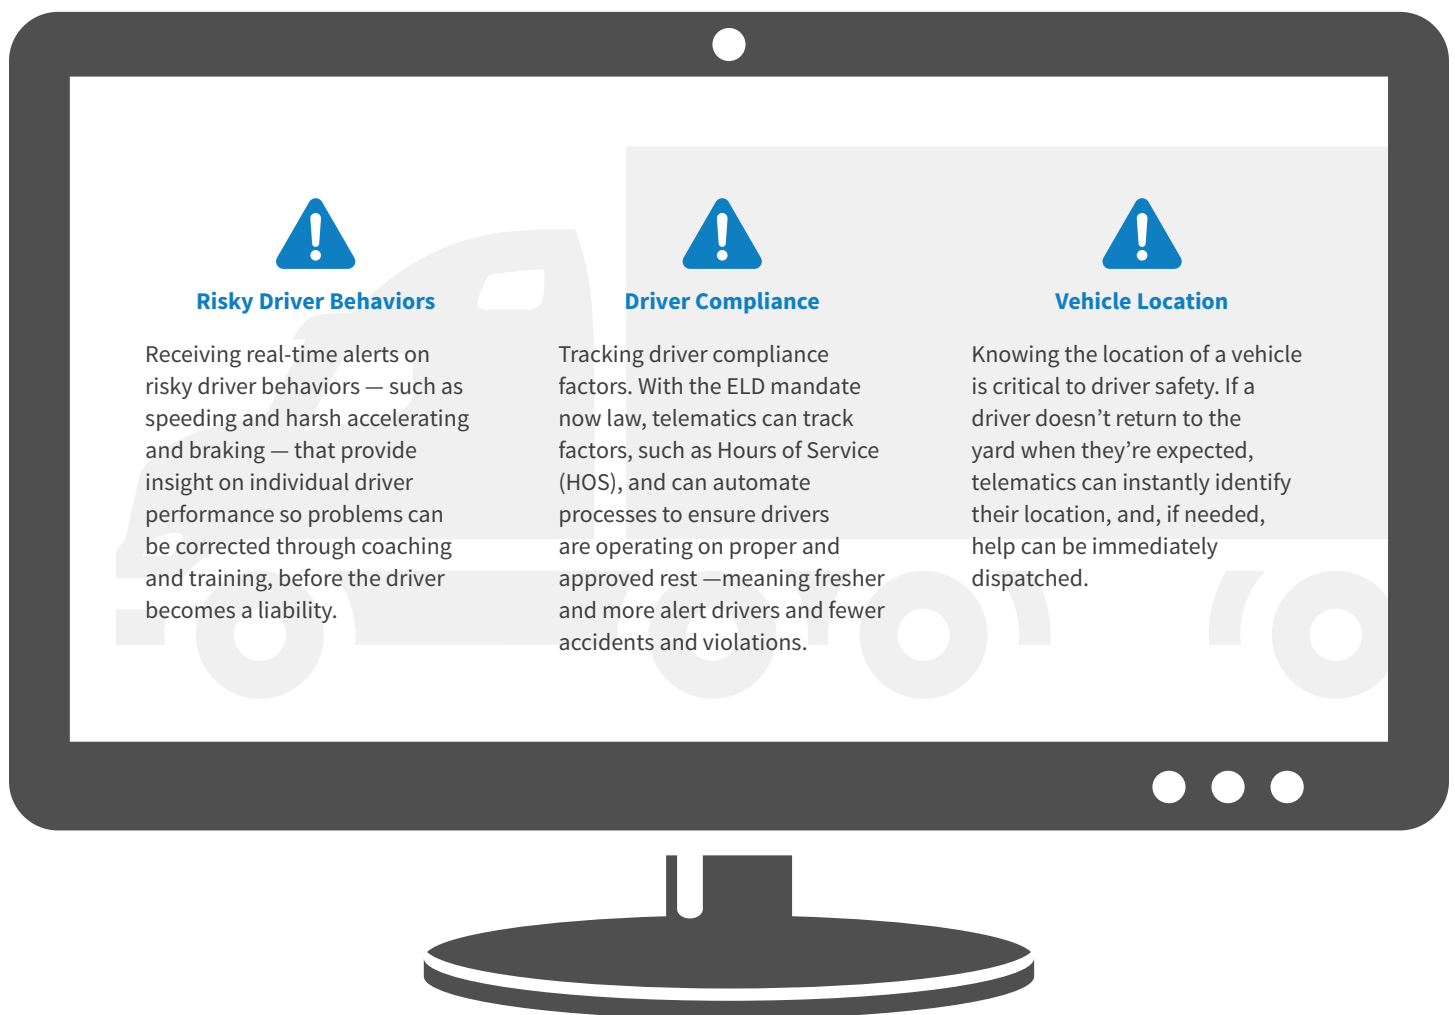 Risky Driver Behaviors
Receiving real-time alerts on
risky driver behaviors — such as
speeding and harsh accelerating
and braking — that provide
insight on individual driver
performance so problems can
be corrected through coaching
and training, before the driver
becomes a liability.
Driver Compliance
Tracking driver compliance
factors. With the ELD mandate
now law, telematics can track
factors, such as Hours of Service
(HOS), and can automate
processes to ensure drivers
are operating on proper and
approved rest —meaning fresher
and more alert drivers and fewer
accidents and violations.
Vehicle Location
Knowing the location of a vehicle
is critical to driver safety. If a
driver doesn’t return to the
yard when they’re expected,
telematics can instantly identify
their location, and, if needed,
help can be immediately
dispatched.